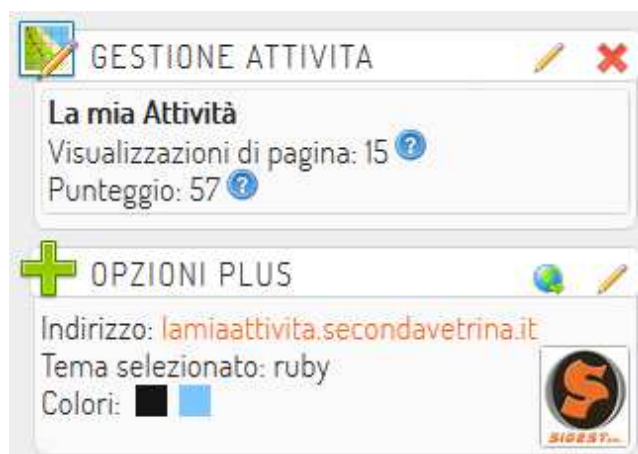 GESTIONE ATTIVITA
La mia Attività
Visualizzazioni di pagina: 15 ?
Punteggio: 57 ?
OPZIONI PLUS
Indirizzo: lamiaattivita.secondavetrina.it
Tema selezionato: ruby
Colori:
S
SIGEST